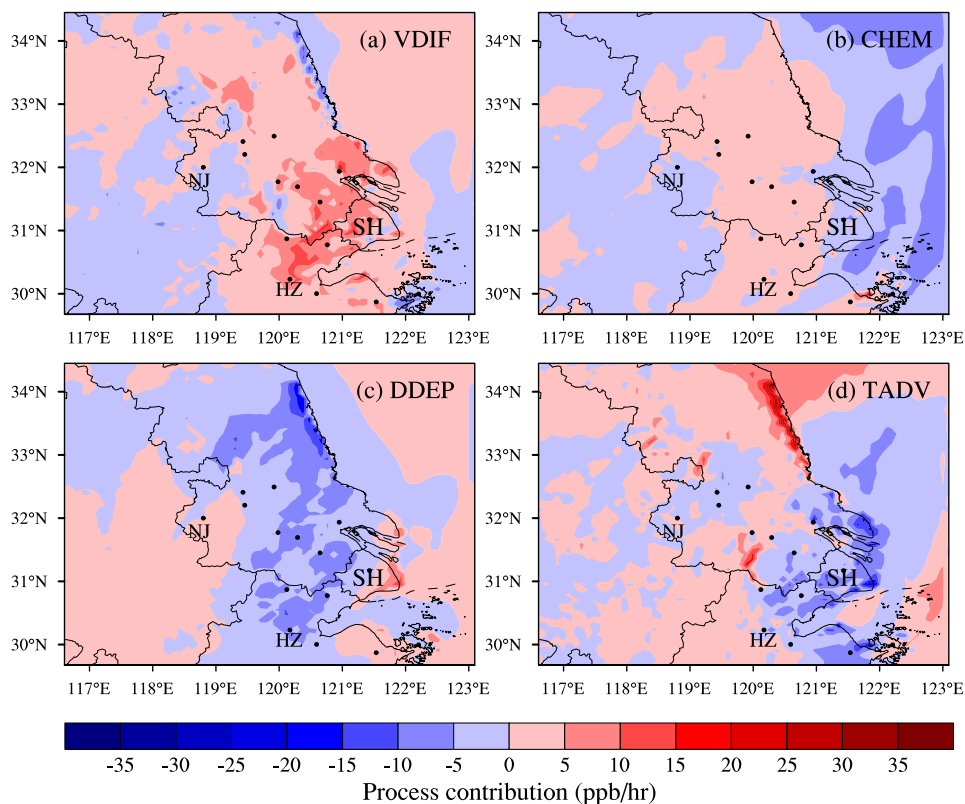 34°N (a) VDIF (b) CHEM 34°N
33°N 33°N
32°N NJ NJ 32°N
31°N SH SH 31°N
30°N HZ HZ 30°N
117°E 118°E 119°E 120°E 121°E 122°E 123°E 117°E 118°E 119°E 120°E 121°E 122°E 123°E
34°N (c) DDEP (d) TADV 34°N
33°N 33°N
32°N NJ NJ 32°N
31°N SH SH 31°N
30°N HZ HZ 30°N
117°E 118°E 119°E 120°E 121°E 122°E 123°E 117°E 118°E 119°E 120°E 121°E 122°E 123°E
-35 -30 -25 -20 -15 -10 -5 0 5 10 15 20 25 30 35
Process contribution (ppb/hr)